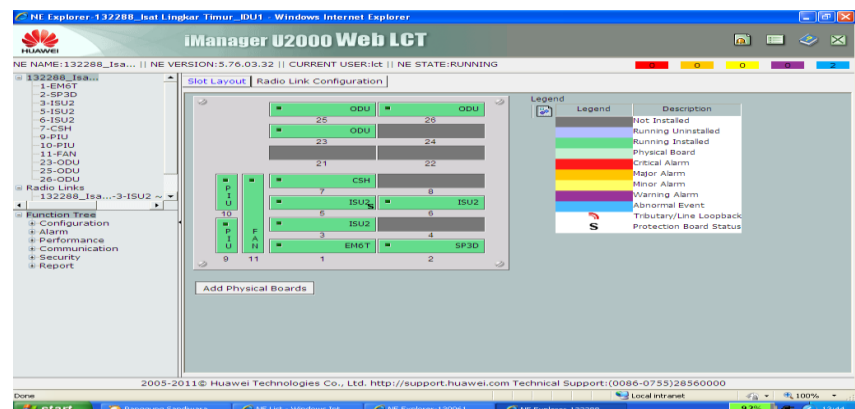 NE Explorer-132288_Isat Lingkar Timur_IDU1 - Windows Internet Explorer
HUAWEI
iManager U2000 Web LCT
NE NAME:132288_Isa... || NE VERSION:5.76.03.32 || CURRENT USER:lct || NE STATE:RUNNING
0 0 0 0 2
132288_Isa...
1-EM6T
2-SP3D
3-ISU2
5-ISU2
6-ISU2
7-CSH
9-PIU
10-PIU
11-FAN
23-ODU
25-ODU
26-ODU
Radio Links
132288_Isa...-3-ISU2 ~
Function Tree
Configuration
Alarm
Performance
Communication
Security
Report
Slot Layout Radio Link Configuration
ODU ODU
25 26
ODU
23 24
21 22
CSH
7 8
ISU2 S ISU2
5 6
ISU2
3 4
EM6T SP3D
1 2
PIU
10
PIU
9
FAN
11
Add Physical Boards
Legend
Legend Description
Not Installed
Running Uninstalled
Running Installed
Physical Board
Critical Alarm
Major Alarm
Minor Alarm
Warning Alarm
Abnormal Event
Tributary/Line Loopback
S Protection Board Status
2005-2011© Huawei Technologies Co., Ltd. http://support.huawei.com Technical Support:(0086-0755)28560000
Done Local intranet 100%
start NE Explorer-132288 93% 12:44